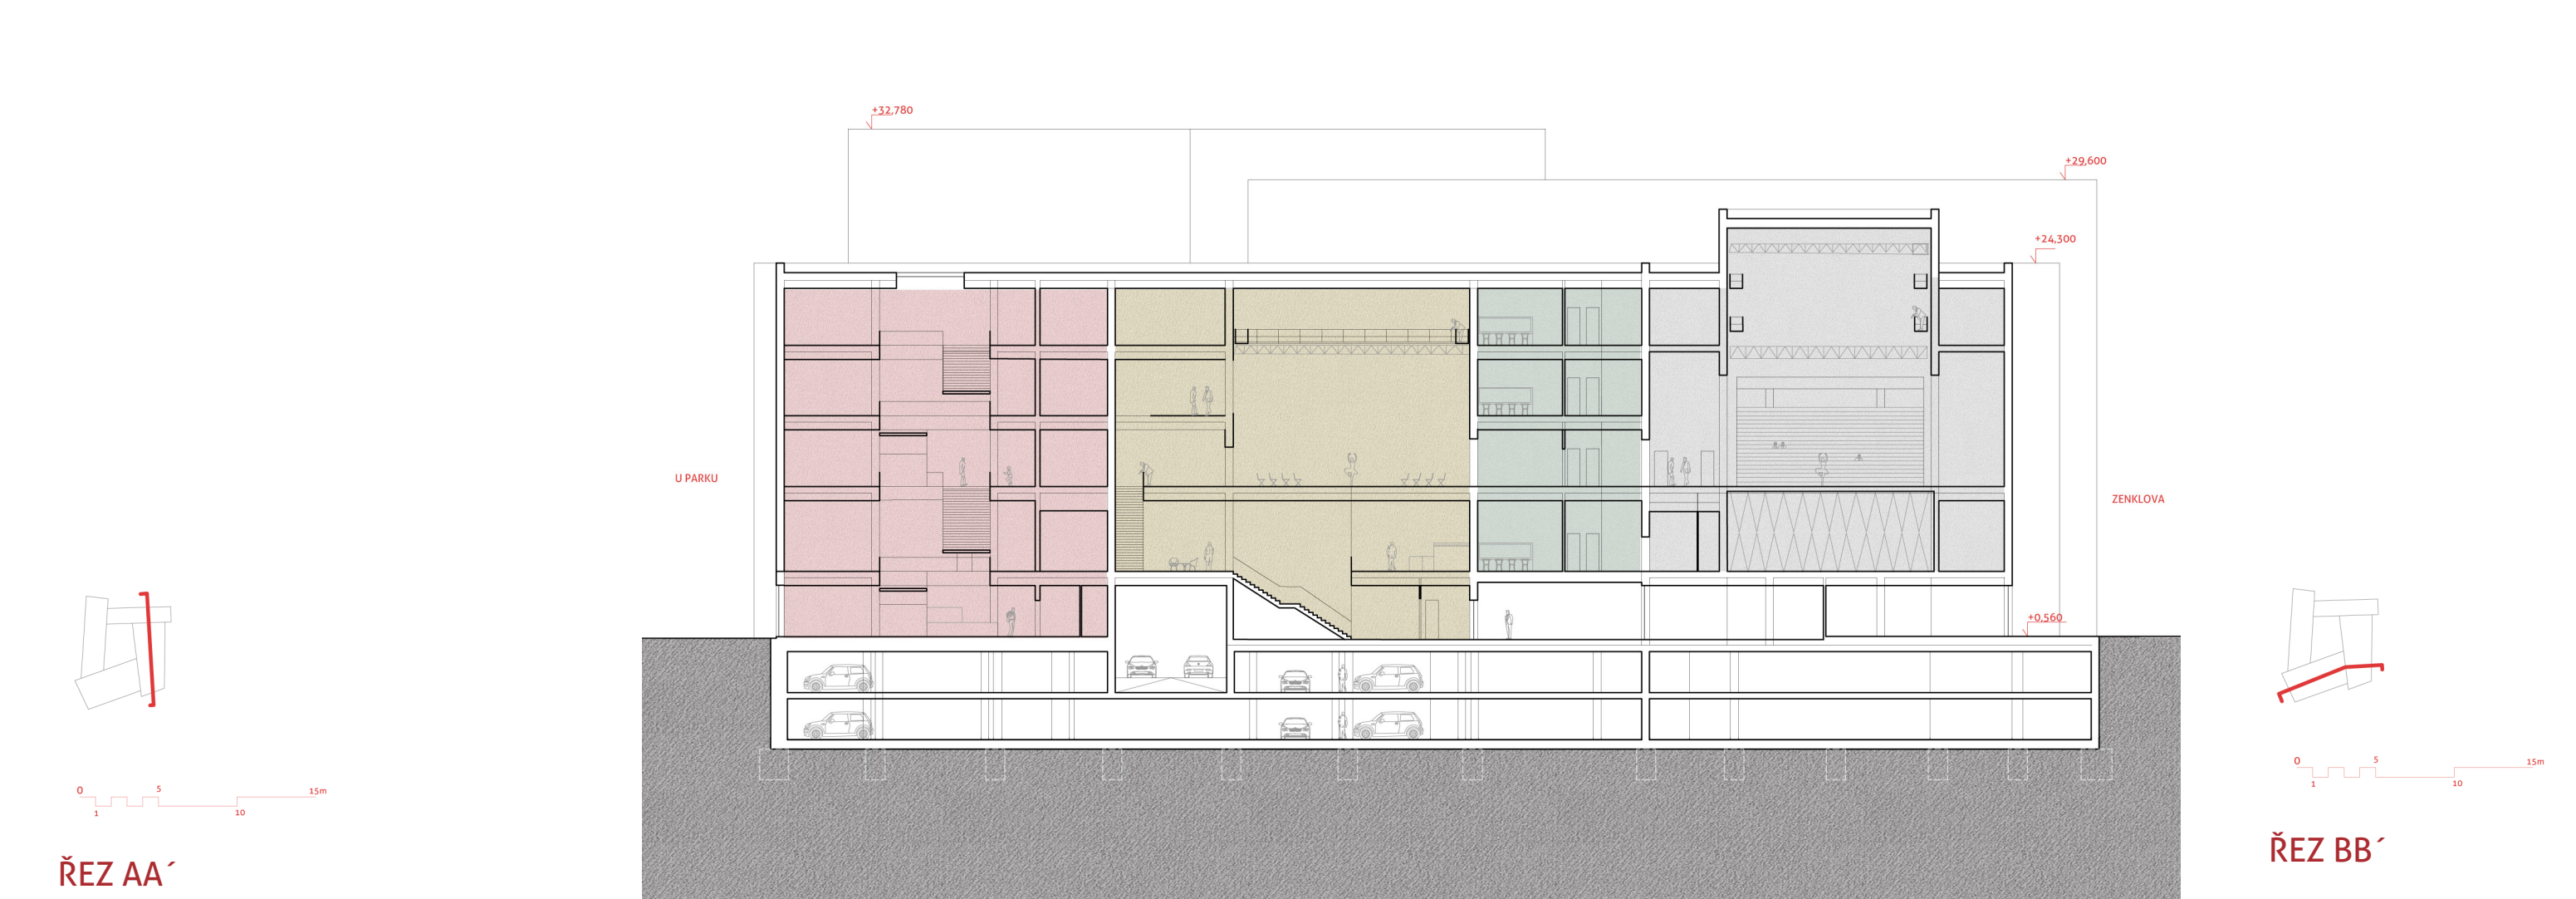 +32,780
+29,600
+24,300
U PARKU
ZENKLOVA
+0,560
0
5
15m
1
10
ŘEZ AA´
0
5
15m
1
10
ŘEZ BB´